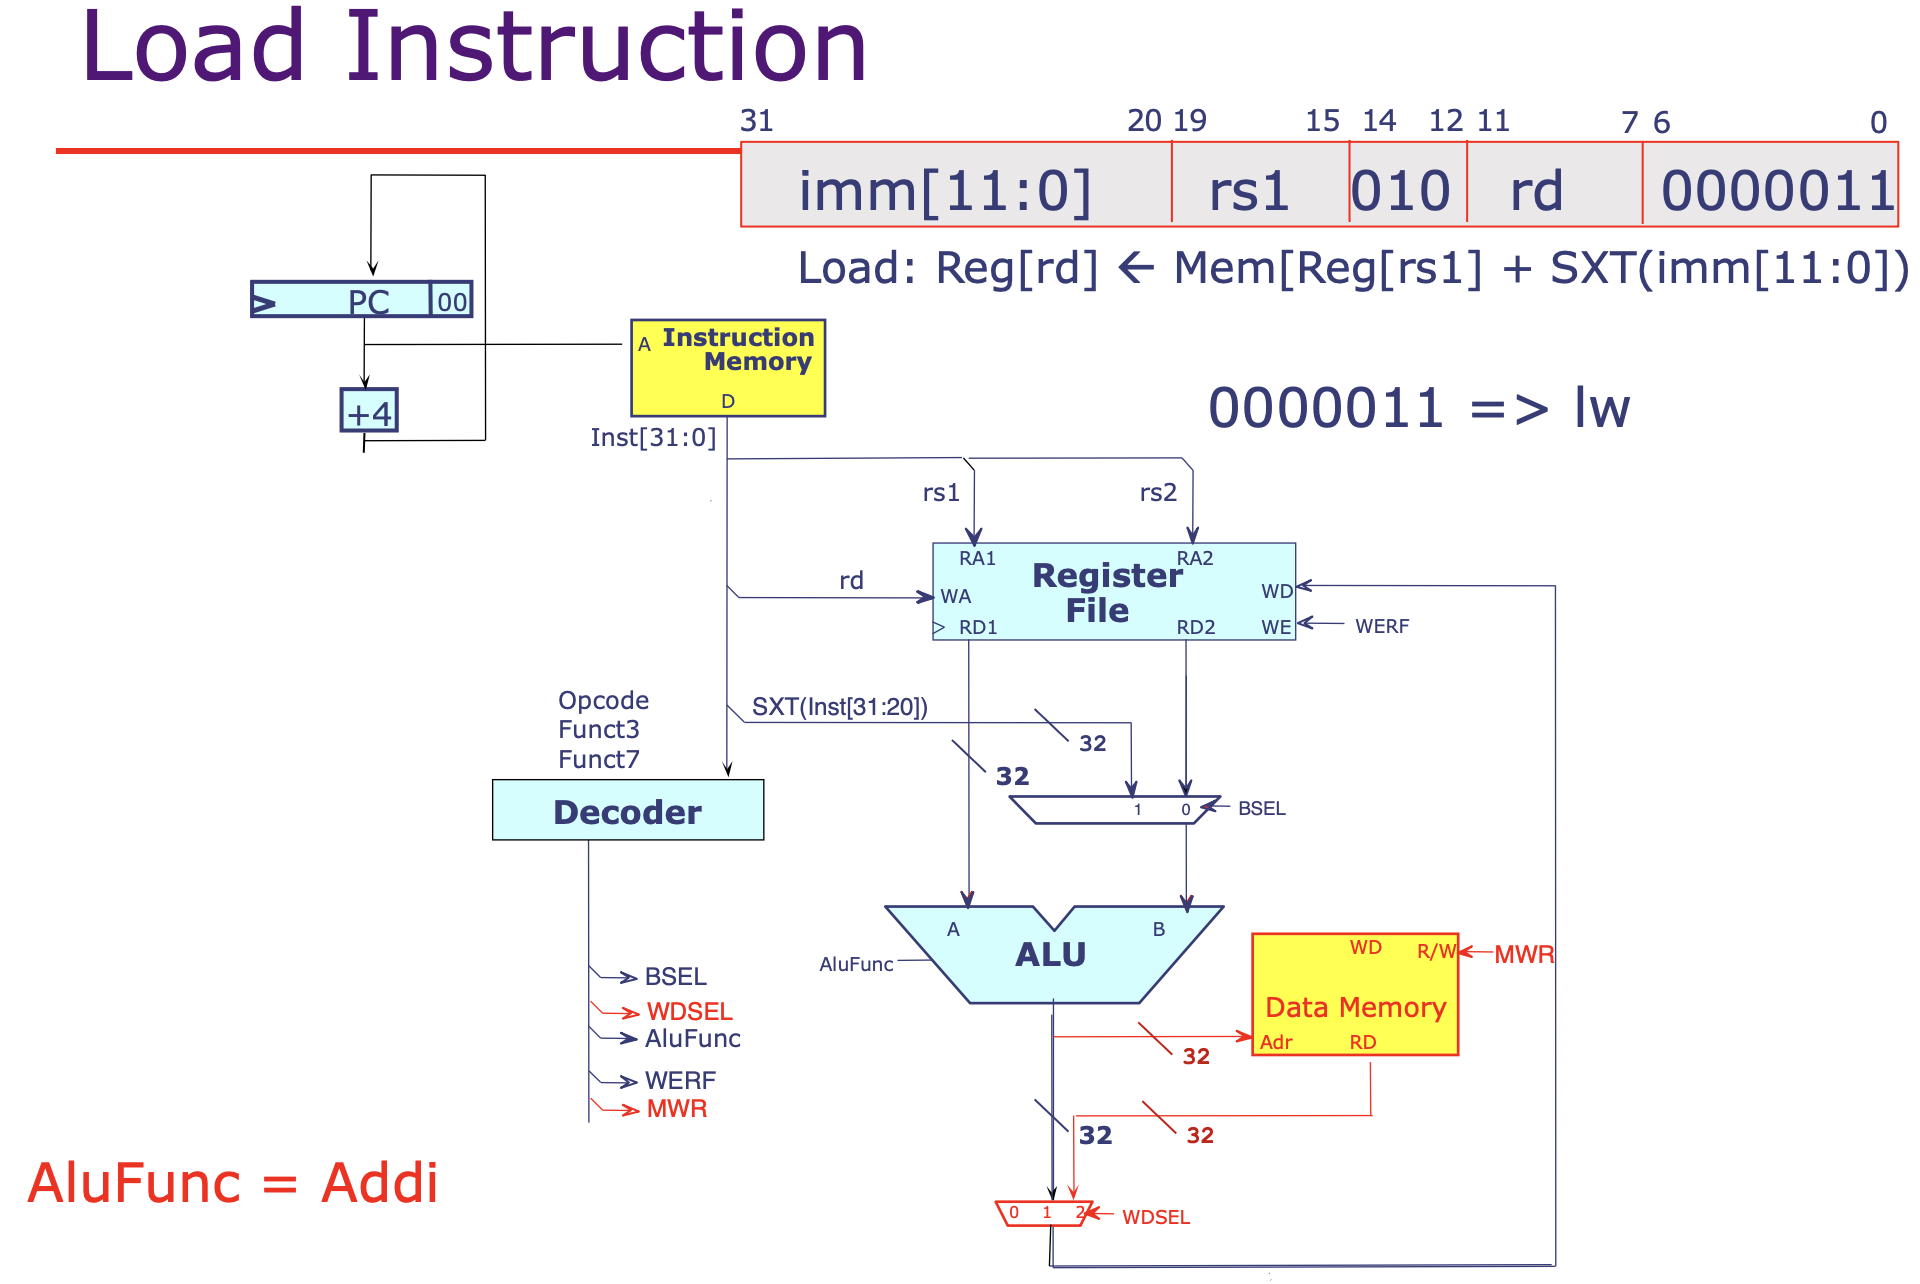 Load Instruction
31 20 19 15 14 12 11 7 6 0
imm[11:0] rs1 010 rd 0000011
Load: Reg[rd] ← Mem[Reg[rs1] + SXT(imm[11:0])
PC 00
A Instruction
Memory
D
+4
0000011 => lw
Inst[31:0]
rs1 rs2
RA1 RA2
Register
File
rd
WA WD
RD1 RD2 WE
WERF
Opcode
Funct3
Funct7
SXT(Inst[31:20])
32
32
Decoder
1 0
BSEL
A B
ALU
AluFunc
WD R/W
MWR
Data Memory
Adr RD
BSEL
WDSEL
AluFunc
WERF
MWR
32
32
32
AluFunc = Addi
0 1 2
WDSEL